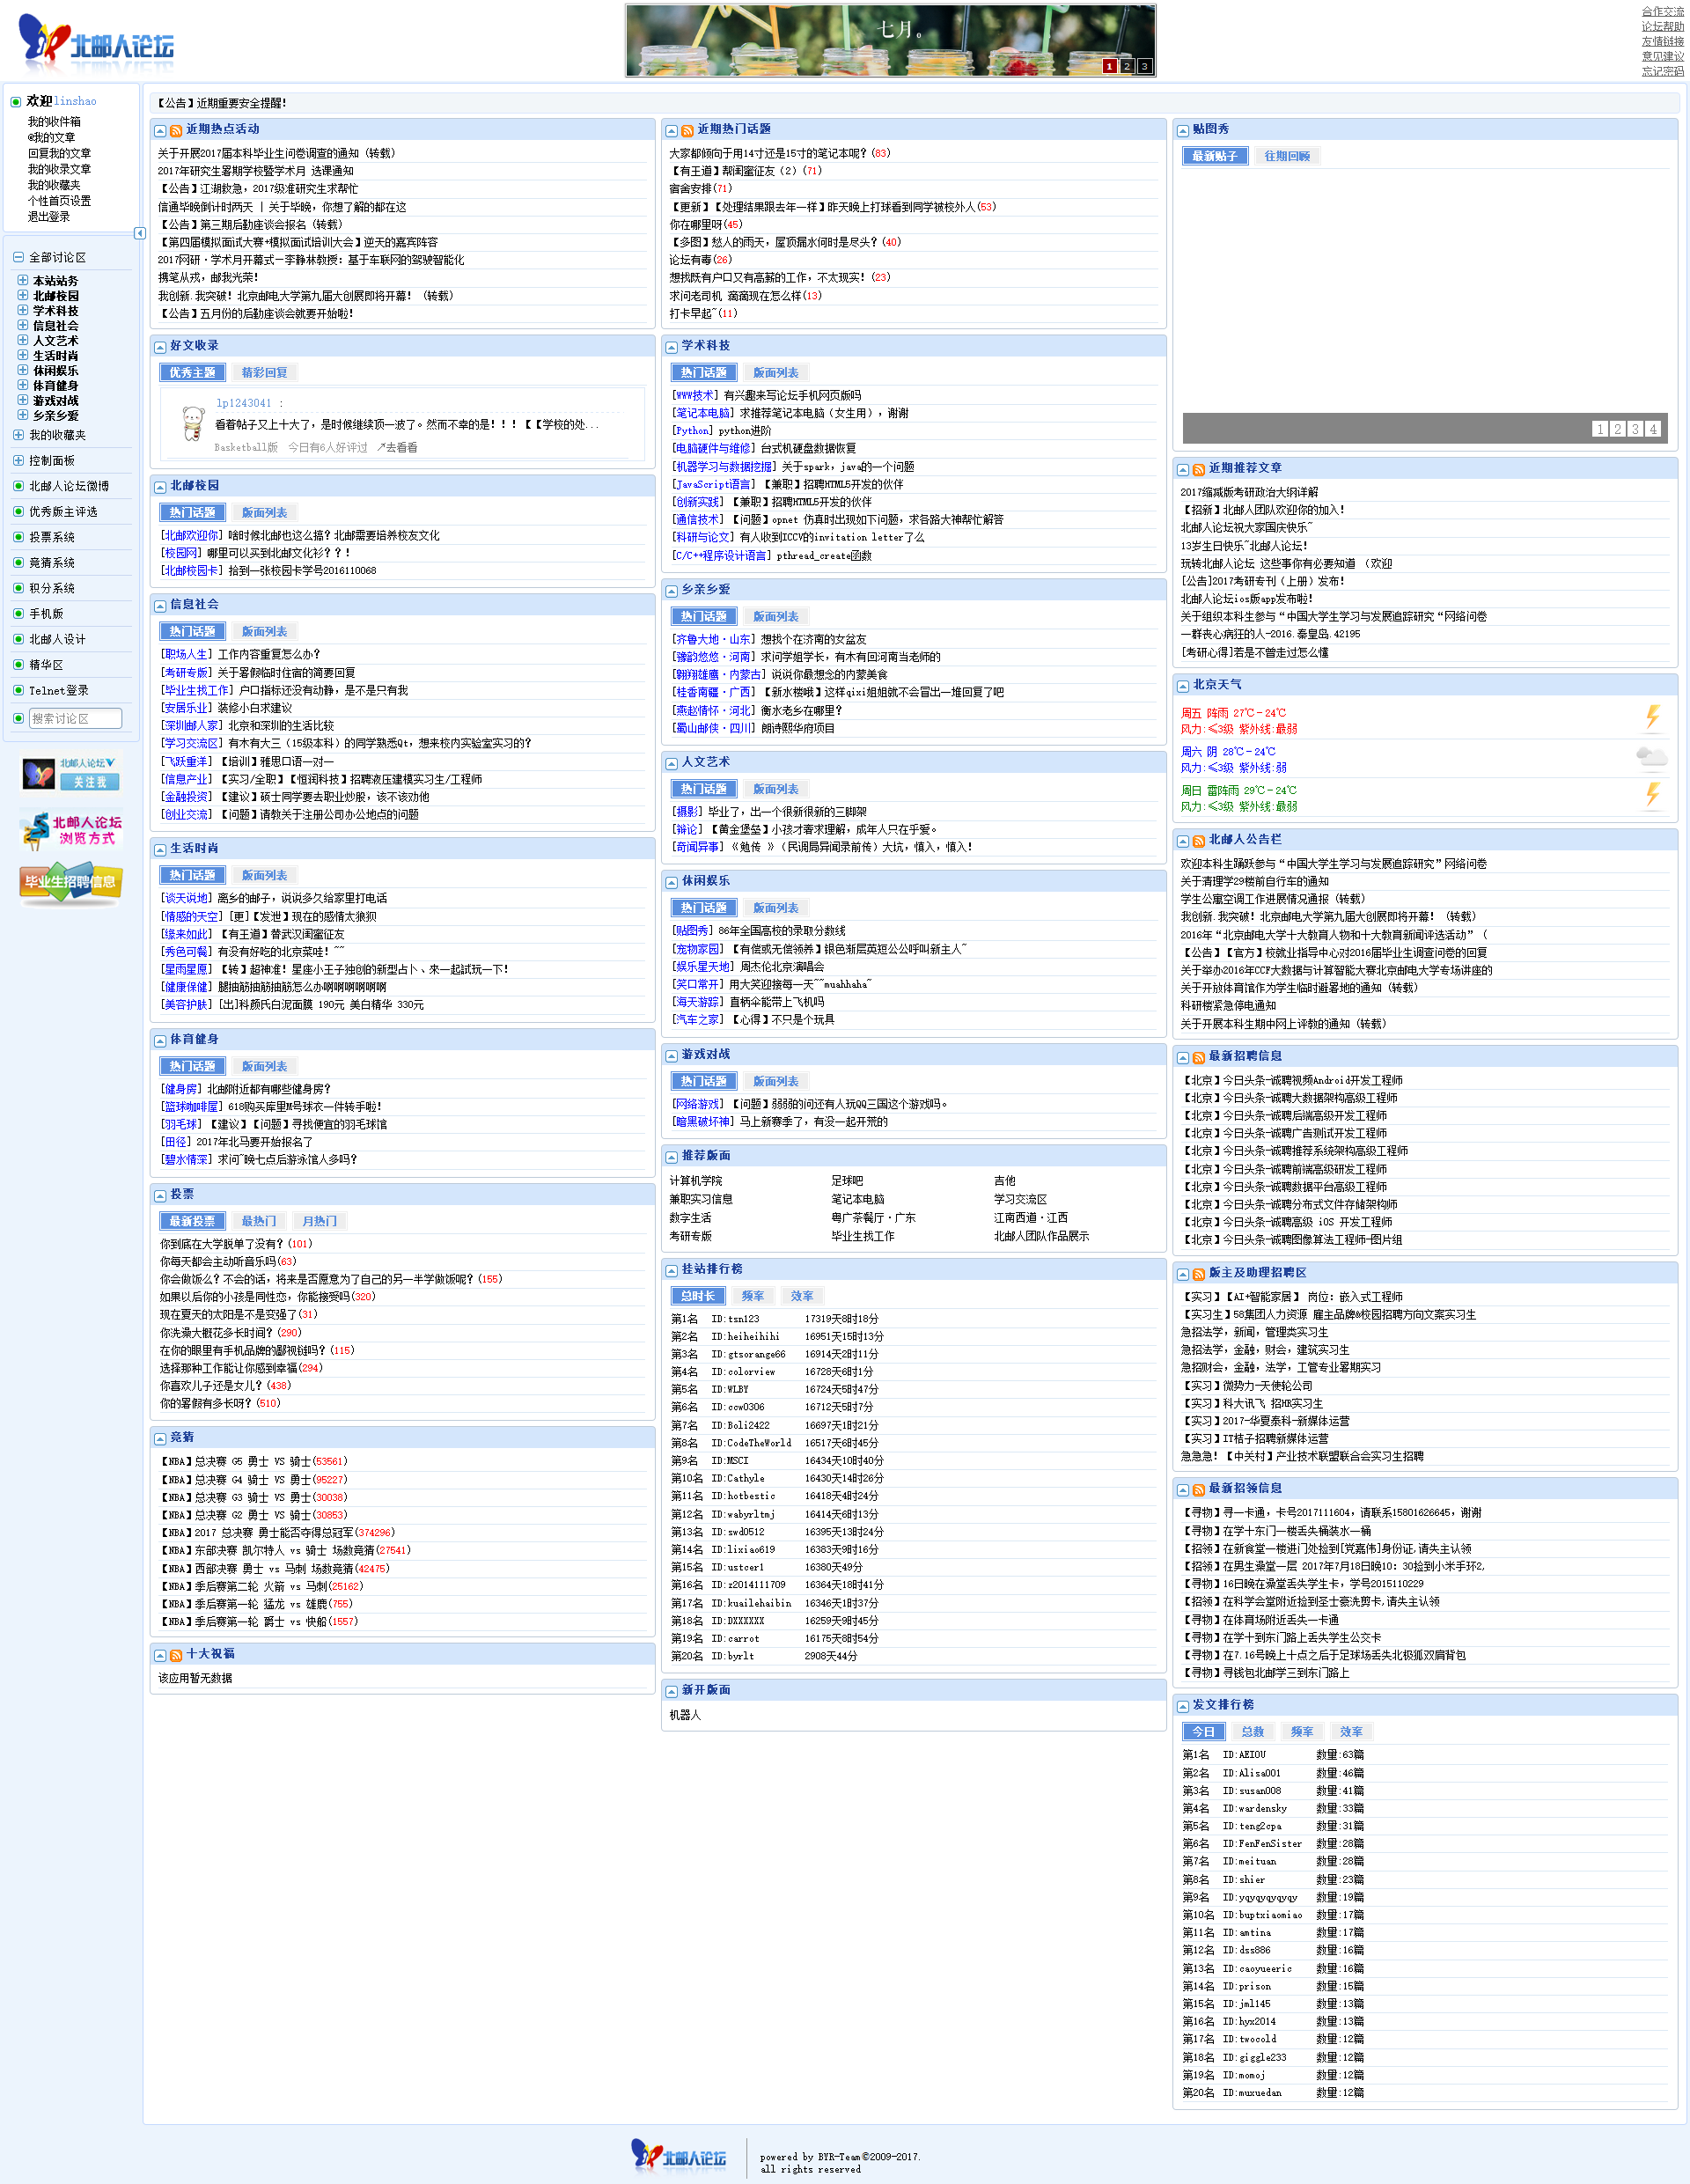 北邮人论坛
七月。
1 2 3
合作交流
论坛帮助
友情链接
意见建议
忘记密码
欢迎linshao
我的收件箱
@我的文章
回复我的文章
我的收录文章
我的收藏夹
个性首页设置
退出登录
全部讨论区
本站站务
北邮校园
学术科技
信息社会
人文艺术
生活时尚
休闲娱乐
体育健身
游戏对战
乡亲乡爱
我的收藏夹
控制面板
北邮人论坛微博
优秀版主评选
投票系统
竞猜系统
积分系统
手机版
北邮人设计
精华区
Telnet登录
搜索讨论区
北邮人论坛
关注我
北邮人论坛
浏览方式
毕业生招聘信息
【公告】近期重要安全提醒！
近期热点活动
关于开展2017届本科毕业生问卷调查的通知（转载）
2017年研究生暑期学校暨学术月 选课通知
【公告】江湖救急，2017级准研究生求帮忙
信通毕晚倒计时两天 | 关于毕晚，你想了解的都在这
【公告】第三期后勤座谈会报名（转载）
【第四届模拟面试大赛+模拟面试培训大会】逆天的嘉宾阵容
2017网研·学术月开幕式—李静林教授：基于车联网的驾驶智能化
携笔从戎，邮我光荣！
我创新.我突破！北京邮电大学第九届大创展即将开幕！（转载）
【公告】五月份的后勤座谈会就要开始啦！
好文收录
优秀主题 精彩回复
lp1243041 ：
看着帖子又上十大了，是时候继续顶一波了。然而不幸的是！！！【【学校的处...
Basketball版 今日有6人好评过 ↗去看看
北邮校园
热门话题 版面列表
[北邮欢迎你] 啥时候北邮也这么搞？北邮需要培养校友文化
[校园网] 哪里可以买到北邮文化衫？？！
[北邮校园卡] 拾到一张校园卡学号2016110068
信息社会
热门话题 版面列表
[职场人生] 工作内容重复怎么办？
[考研专版] 关于暑假临时住宿的简要回复
[毕业生找工作] 户口指标还没有动静，是不是只有我
[安居乐业] 装修小白求建议
[深圳邮人家] 北京和深圳的生活比较
[学习交流区] 有木有大三（15级本科）的同学熟悉Qt，想来校内实验室实习的？
[飞跃重洋] 【培训】雅思口语一对一
[信息产业] 【实习/全职】【恒润科技】招聘液压建模实习生/工程师
[金融投资] 【建议】硕士同学要去职业炒股，该不该劝他
[创业交流] 【问题】请教关于注册公司办公地点的问题
生活时尚
热门话题 版面列表
[谈天说地] 离乡的邮子，说说多久给家里打电话
[情感的天空] [更]【发泄】现在的感情太狼狈
[缘来如此] 【有王道】替武汉闺蜜征友
[秀色可餐] 有没有好吃的北京菜哇！~~
[星雨星愿] 【转】超神准！星座小王子独创的新型占卜、來一起試玩一下！
[健康保健] 腿抽筋抽筋抽筋怎么办啊啊啊啊啊啊
[美容护肤] [出]科颜氏白泥面膜 190元 美白精华 330元
体育健身
热门话题 版面列表
[健身房] 北邮附近都有哪些健身房？
[篮球咖啡屋] 618购买库里M号球衣一件转手啦！
[羽毛球] 【建议】【问题】寻找便宜的羽毛球馆
[田径] 2017年北马要开始报名了
[碧水情深] 求问~晚七点后游泳馆人多吗？
投票
最新投票 最热门 月热门
你到底在大学脱单了没有？(101)
你每天都会主动听音乐吗(63)
你会做饭么？不会的话，将来是否愿意为了自己的另一半学做饭呢？(155)
如果以后你的小孩是同性恋，你能接受吗(320)
现在夏天的太阳是不是变强了(31)
你洗澡大概花多长时间？(290)
在你的眼里有手机品牌的鄙视链吗？(115)
选择那种工作能让你感到幸福(294)
你喜欢儿子还是女儿？(438)
你的暑假有多长呀？(510)
竞猜
【NBA】总决赛 G5 勇士 VS 骑士(53561)
【NBA】总决赛 G4 骑士 VS 勇士(95227)
【NBA】总决赛 G3 骑士 VS 勇士(30038)
【NBA】总决赛 G2 勇士 VS 骑士(30853)
【NBA】2017 总决赛 勇士能否夺得总冠军(374296)
【NBA】东部决赛 凯尔特人 vs 骑士 场数竞猜(27541)
【NBA】西部决赛 勇士 vs 马刺 场数竞猜(42475)
【NBA】季后赛第二轮 火箭 vs 马刺(25162)
【NBA】季后赛第一轮 猛龙 vs 雄鹿(755)
【NBA】季后赛第一轮 爵士 vs 快船(1557)
十大祝福
该应用暂无数据
近期热门话题
大家都倾向于用14寸还是15寸的笔记本呢？(83)
【有王道】帮闺蜜征友（2）(71)
宿舍安排(71)
【更新】【处理结果跟去年一样】昨天晚上打球看到同学被校外人(53)
你在哪里呀(45)
【多图】愁人的雨天，屋顶漏水何时是尽头？(40)
论坛有毒(26)
想找既有户口又有高薪的工作，不太现实！(23)
求问老司机 滴滴现在怎么样(13)
打卡早起~(11)
学术科技
热门话题 版面列表
[WWW技术] 有兴趣来写论坛手机网页版吗
[笔记本电脑] 求推荐笔记本电脑（女生用），谢谢
[Python] python进阶
[电脑硬件与维修] 台式机硬盘数据恢复
[机器学习与数据挖掘] 关于spark，java的一个问题
[JavaScript语言] 【兼职】招聘HTML5开发的伙伴
[创新实践] 【兼职】招聘HTML5开发的伙伴
[通信技术] 【问题】opnet 仿真时出现如下问题，求各路大神帮忙解答
[科研与论文] 有人收到ICCV的invitation letter了么
[C/C++程序设计语言] pthread_create函数
乡亲乡爱
热门话题 版面列表
[齐鲁大地·山东] 想找个在济南的女盆友
[豫韵悠悠·河南] 求问学姐学长，有木有回河南当老师的
[翱翔雄鹰·内蒙古] 说说你最想念的内蒙美食
[桂香南疆·广西] 【新水楼哦】这样qixi姐姐就不会冒出一堆回复了吧
[燕赵情怀·河北] 衡水老乡在哪里？
[蜀山邮侠·四川] 朗诗熙华府项目
人文艺术
热门话题 版面列表
[摄影] 毕业了，出一个很新很新的三脚架
[辩论] 【黄金堡垒】小孩才奢求理解，成年人只在乎爱。
[奇闻异事] 《勉传 》（民调局异闻录前传）大坑，慎入，慎入！
休闲娱乐
热门话题 版面列表
[贴图秀] 86年全国高校的录取分数线
[宠物家园] 【有偿或无偿领养】银色渐层英短公公呼叫新主人~
[娱乐星天地] 周杰伦北京演唱会
[笑口常开] 用大笑迎接每一天~~muahhaha~
[海天游踪] 直柄伞能带上飞机吗
[汽车之家] 【心得】不只是个玩具
游戏对战
热门话题 版面列表
[网络游戏] 【问题】弱弱的问还有人玩QQ三国这个游戏吗。
[暗黑破坏神] 马上新赛季了，有没一起开荒的
推荐版面
计算机学院 足球吧 吉他
兼职实习信息 笔记本电脑 学习交流区
数字生活 粤广茶餐厅·广东 江南西道·江西
考研专版 毕业生找工作 北邮人团队作品展示
挂站排行榜
总时长 频率 效率
第1名 ID:tsn123 17319天8时18分
第2名 ID:heiheihihi 16951天15时13分
第3名 ID:gtsorange66 16914天2时11分
第4名 ID:colorview 16728天6时1分
第5名 ID:WLBY 16724天5时47分
第6名 ID:ccw0306 16712天5时7分
第7名 ID:Boli2422 16697天1时21分
第8名 ID:CodeTheWorld 16517天6时45分
第9名 ID:MSCI 16434天10时40分
第10名 ID:Cathyle 16430天14时26分
第11名 ID:hotbestic 16418天4时24分
第12名 ID:wabyrltmj 16414天6时13分
第13名 ID:swd0512 16395天13时24分
第14名 ID:lixiao619 16383天9时16分
第15名 ID:ustcer1 16380天49分
第16名 ID:z2014111709 16364天18时41分
第17名 ID:kuailehaibin 16346天1时37分
第18名 ID:DXXXXXX 16259天9时45分
第19名 ID:carrot 16175天8时54分
第20名 ID:byrlt 2908天44分
新开版面
机器人
贴图秀
最新贴子 往期回顾
1 2 3 4
近期推荐文章
2017缩减版考研政治大纲详解
【招新】北邮人团队欢迎你的加入！
北邮人论坛祝大家国庆快乐~
13岁生日快乐~北邮人论坛！
玩转北邮人论坛 这些事你有必要知道 （欢迎
[公告]2017考研专刊（上册）发布！
北邮人论坛ios版app发布啦！
关于组织本科生参与“中国大学生学习与发展追踪研究“网络问卷
一群丧心病狂的人-2016.秦皇岛.42195
[考研心得]若是不曾走过怎么懂
北京天气
周五 阵雨 27℃－24℃
风力:≤3级 紫外线:最弱
周六 阴 28℃－24℃
风力:≤3级 紫外线:弱
周日 雷阵雨 29℃－24℃
风力:≤3级 紫外线:最弱
北邮人公告栏
欢迎本科生踊跃参与“中国大学生学习与发展追踪研究”网络问卷
关于清理学29楼前自行车的通知
学生公寓空调工作进展情况通报（转载）
我创新.我突破！北京邮电大学第九届大创展即将开幕！（转载）
2016年“北京邮电大学十大教育人物和十大教育新闻评选活动”（
【公告】【官方】校就业指导中心对2016届毕业生调查问卷的回复
关于举办2016年CCF大数据与计算智能大赛北京邮电大学专场讲座的
关于开放体育馆作为学生临时避暑地的通知（转载）
科研楼紧急停电通知
关于开展本科生期中网上评教的通知（转载）
最新招聘信息
【北京】今日头条-诚聘视频Android开发工程师
【北京】今日头条-诚聘大数据架构高级工程师
【北京】今日头条-诚聘后端高级开发工程师
【北京】今日头条-诚聘广告测试开发工程师
【北京】今日头条-诚聘推荐系统架构高级工程师
【北京】今日头条-诚聘前端高级研发工程师
【北京】今日头条-诚聘数据平台高级工程师
【北京】今日头条-诚聘分布式文件存储架构师
【北京】今日头条-诚聘高级 iOS 开发工程师
【北京】今日头条-诚聘图像算法工程师-图片组
版主及助理招聘区
【实习】【AI+智能家居】 岗位：嵌入式工程师
【实习生】58集团人力资源 雇主品牌&校园招聘方向文案实习生
急招法学，新闻，管理类实习生
急招法学，金融，财会，建筑实习生
急招财会，金融，法学，工管专业暑期实习
【实习】微势力-天使轮公司
【实习】科大讯飞 招HR实习生
【实习】2017-华夏泰科-新媒体运营
【实习】IT桔子招聘新媒体运营
急急急！【中关村】产业技术联盟联合会实习生招聘
最新招领信息
【寻物】寻一卡通，卡号2017111604，请联系15801626645，谢谢
【寻物】在学十东门一楼丢失桶装水一桶
【招领】在新食堂一楼进门处捡到[党嘉伟]身份证,请失主认领
【招领】在男生澡堂一层 2017年7月18日晚10：30捡到小米手环2,
【寻物】16日晚在澡堂丢失学生卡，学号2015110229
【招领】在科学会堂附近捡到圣士豪洗剪卡,请失主认领
【寻物】在体育场附近丢失一卡通
【寻物】在学十到东门路上丢失学生公交卡
【寻物】在7.16号晚上十点之后于足球场丢失北极狐双肩背包
【寻物】寻钱包北邮学三到东门路上
发文排行榜
今日 总数 频率 效率
第1名 ID:AEIOU 数量:63篇
第2名 ID:Alisa001 数量:46篇
第3名 ID:susan008 数量:41篇
第4名 ID:wardensky 数量:33篇
第5名 ID:teng2cpa 数量:31篇
第6名 ID:FenFenSister 数量:28篇
第7名 ID:meituan 数量:28篇
第8名 ID:shier 数量:23篇
第9名 ID:yqyqyqyqyqy 数量:19篇
第10名 ID:buptxiaomiao 数量:17篇
第11名 ID:amtina 数量:17篇
第12名 ID:dss886 数量:16篇
第13名 ID:caoyueeric 数量:16篇
第14名 ID:prison 数量:15篇
第15名 ID:jml145 数量:13篇
第16名 ID:hyx2014 数量:13篇
第17名 ID:twocold 数量:12篇
第18名 ID:giggle233 数量:12篇
第19名 ID:momoj 数量:12篇
第20名 ID:muxuedan 数量:12篇
北邮人论坛
powered by BYR-Team©2009-2017.
all rights reserved